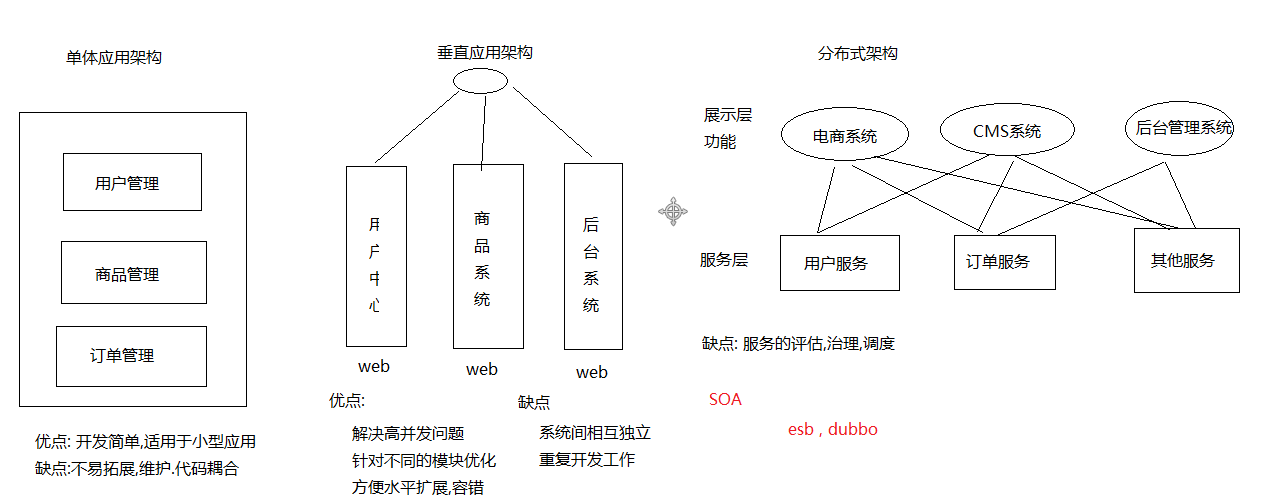 单体应用架构
用户管理
商品管理
订单管理
优点: 开发简单,适用于小型应用
缺点:不易拓展,维护.代码耦合
垂直应用架构
用户中心
商品系统
后台系统
web
web
web
优点:
解决高并发问题
针对不同的模块优化
方便水平扩展,容错
缺点
系统间相互独立
重复开发工作
分布式架构
展示层
功能
电商系统
CMS系统
后台管理系统
服务层
用户服务
订单服务
其他服务
缺点: 服务的评估,治理,调度
SOA
esb , dubbo